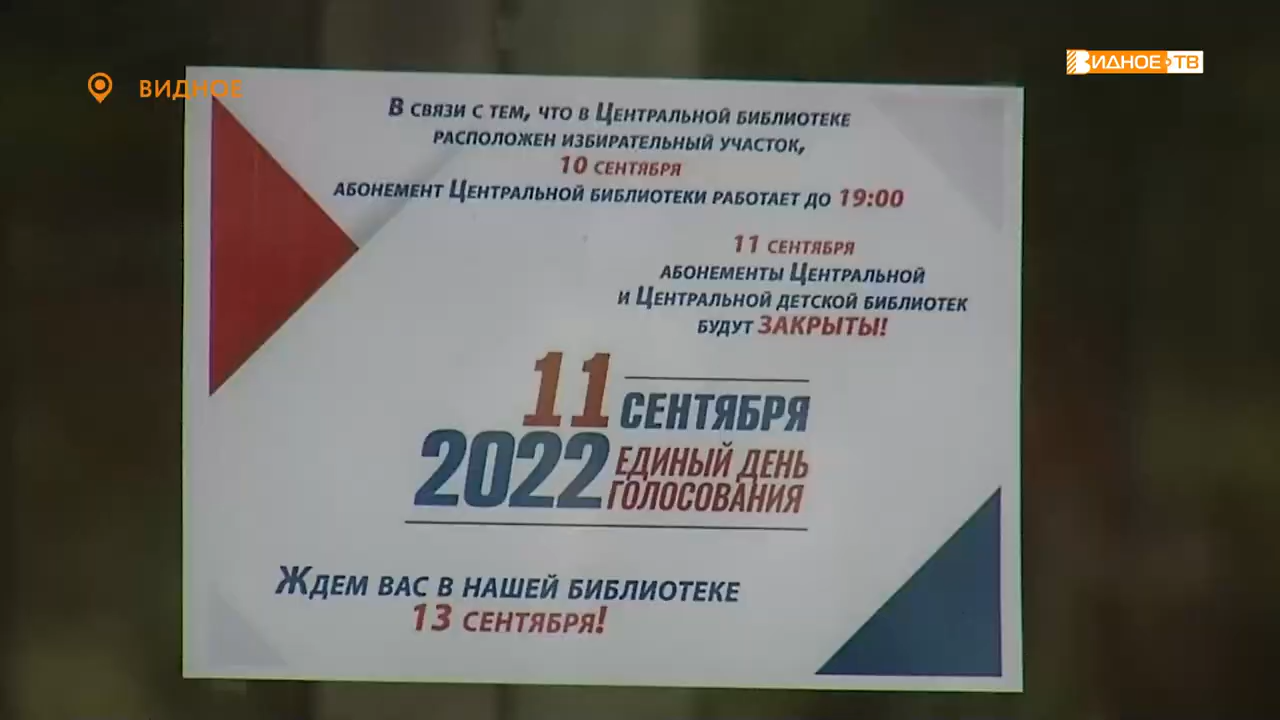 ВИДНОЕ
ВИДНОЕ ТВ
В связи с тем, что в Центральной библиотеке
расположен избирательный участок,
10 сентября
абонемент Центральной библиотеки работает до 19:00
11 сентября
абонементы Центральной
и Центральной детской библиотек
будут ЗАКРЫТЫ!
11 СЕНТЯБРЯ
2022 ЕДИНЫЙ ДЕНЬ
ГОЛОСОВАНИЯ
Ждем вас в нашей библиотеке
13 сентября!